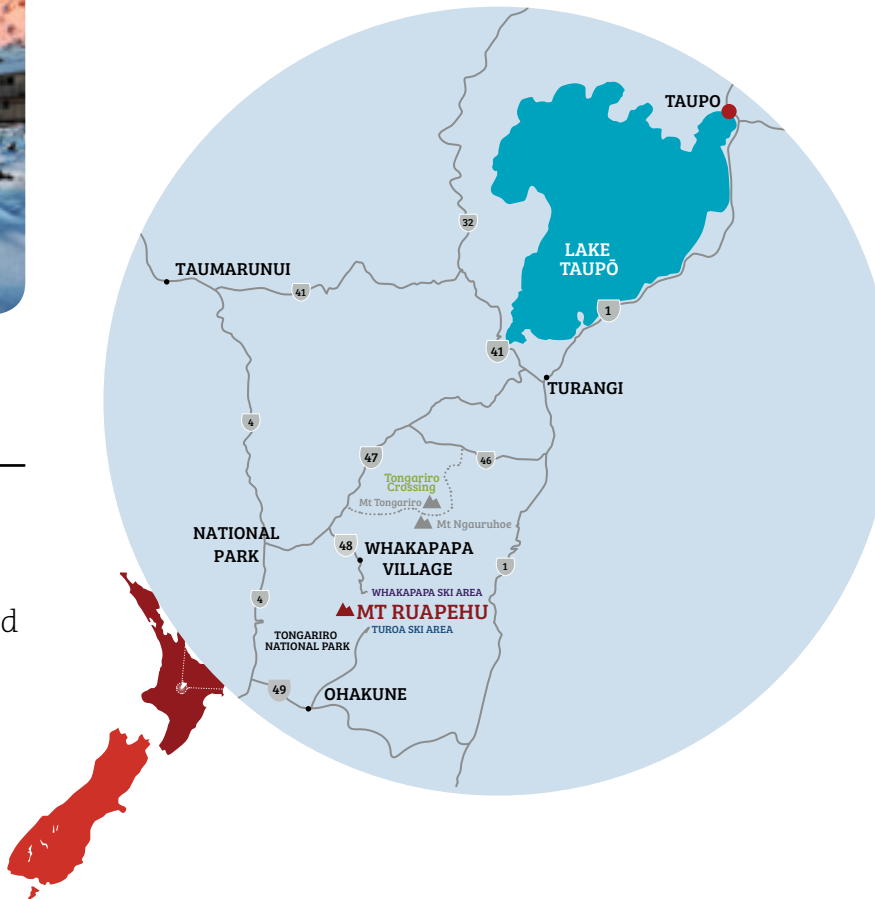 TAUPO
32
LAKE
TAUPŌ
TAUMARUNUI
41
1
41
TURANGI
4
47
46
Tongariro
Crossing
Mt Tongariro
Mt Ngauruhoe
NATIONAL
PARK
48
WHAKAPAPA
VILLAGE
1
WHAKAPAPA SKI AREA
4
MT RUAPEHU
d
TUROA SKI AREA
TONGARIRO
NATIONAL PARK
49
OHAKUNE